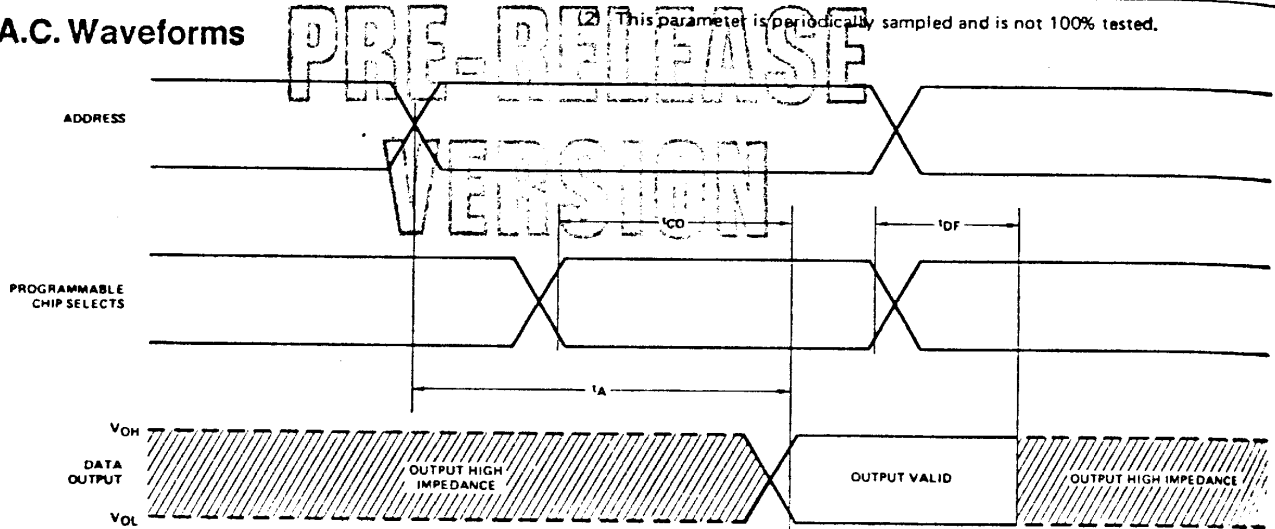 (2) This parameter is periodically sampled and is not 100% tested.
A.C. Waveforms
PRE-RELEASE
VERSION
ADDRESS
tCO
tDF
PROGRAMMABLE
CHIP SELECTS
tA
VOH
DATA
OUTPUT
VOL
OUTPUT HIGH
IMPEDANCE
OUTPUT VALID
OUTPUT HIGH IMPEDANCE